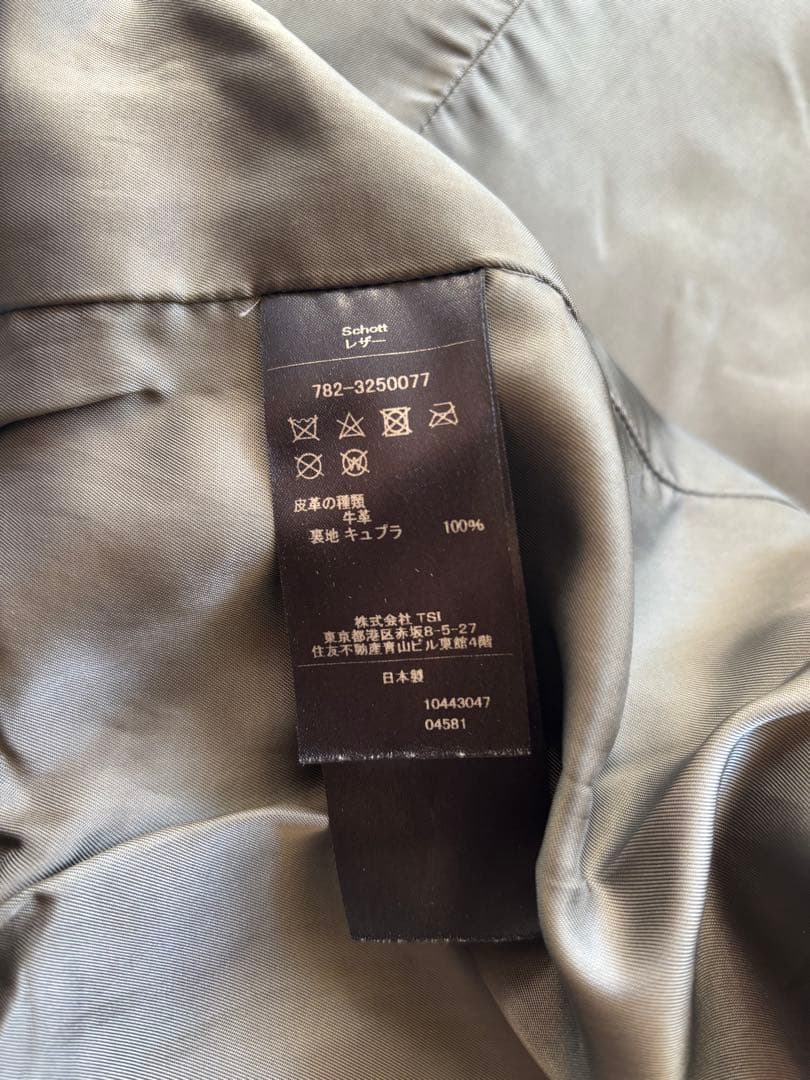 Schott
レザー
782-3250077
皮革の種類
牛革
裏地 キュプラ 100%
株式会社 TSI
東京都港区赤坂8-5-27
住友不動産青山ビル東館4階
日本製
10443047
04581